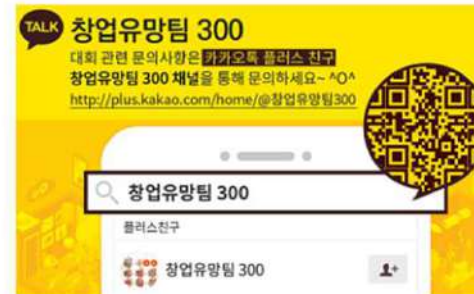 TALK 창업유망팀 300
대회 관련 문의사항은 카카오톡 플러스 친구
창업유망팀 300 채널을 통해 문의하세요~ ^O^
http://plus.kakao.com/home/@창업유망팀300
창업유망팀 300
플러스친구
창업유망팀 300